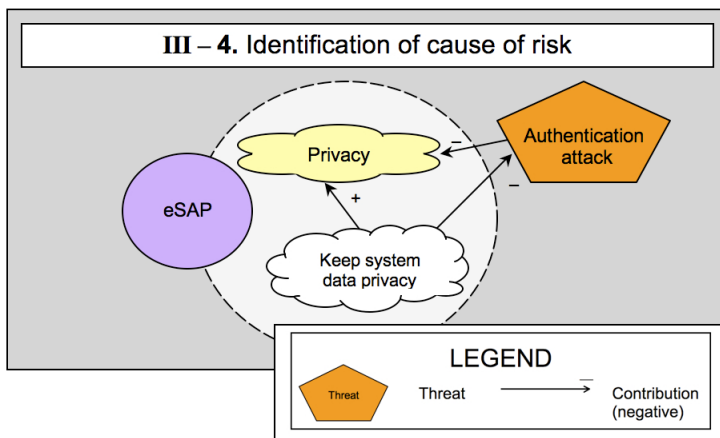 III – 4. Identification of cause of risk
Privacy
–
Authentication
attack
–
eSAP
+
Keep system
data privacy
LEGEND
Threat
Threat
–
Contribution
(negative)